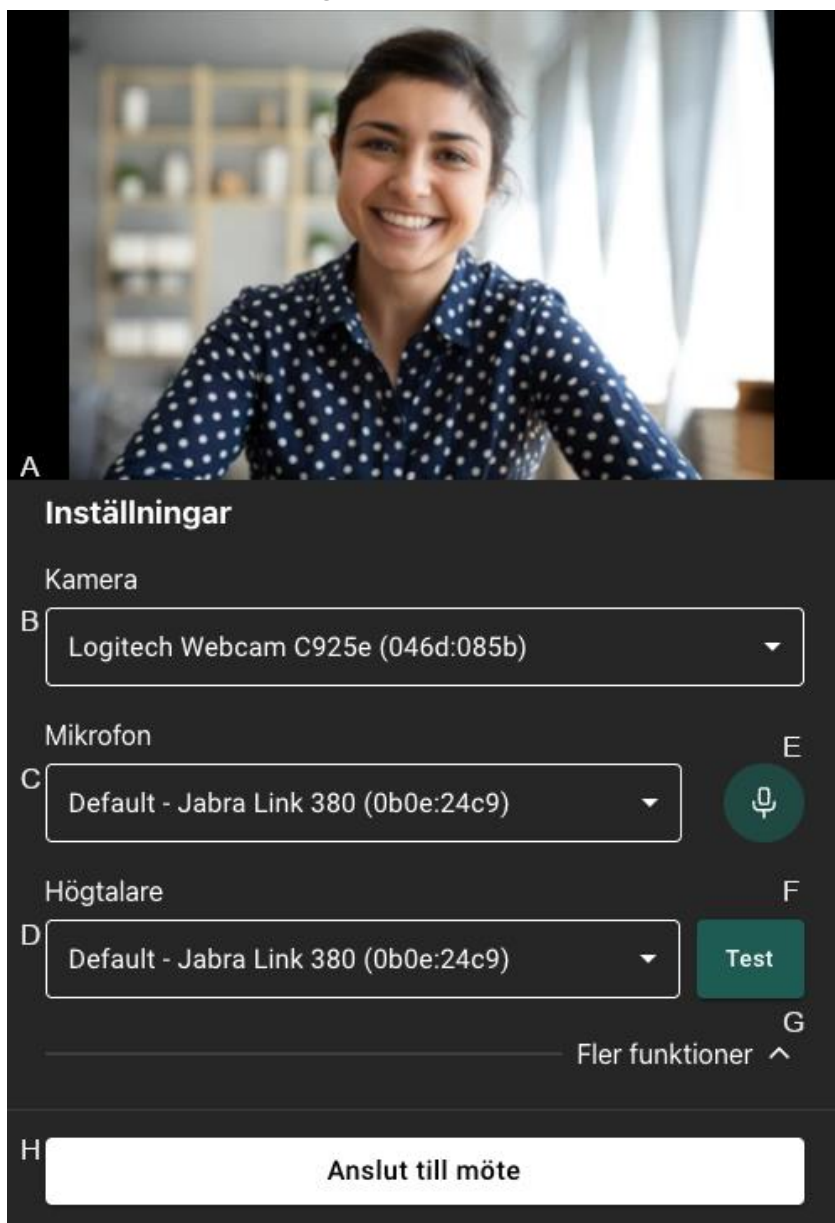 A
Inställningar
Kamera
B
Logitech Webcam C925e (046d:085b)
Mikrofon
E
C
Default - Jabra Link 380 (0b0e:24c9)
Högtalare
F
D
Default - Jabra Link 380 (0b0e:24c9)
Test
G
Fler funktioner
H
Anslut till möte